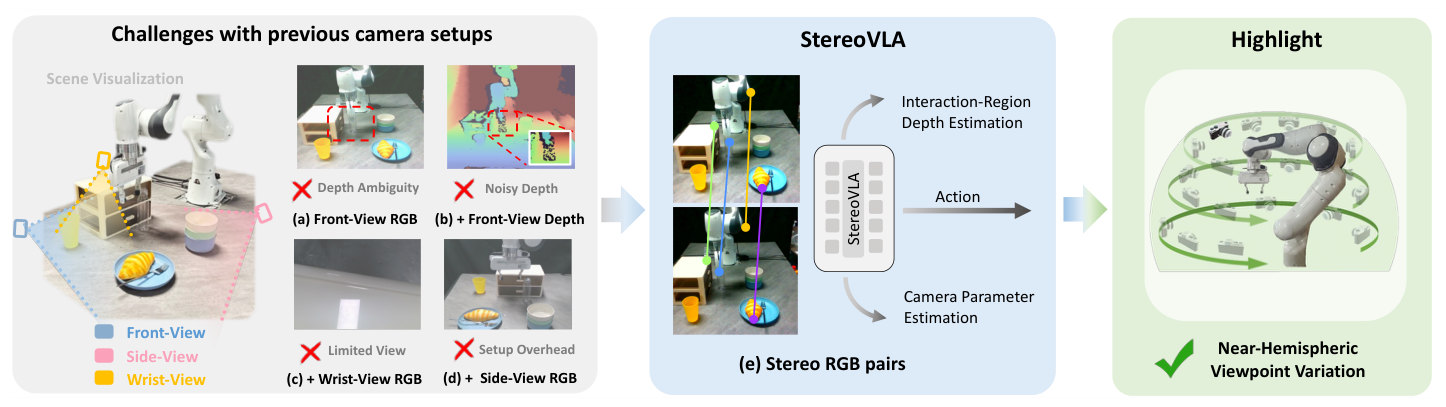 Challenges with previous camera setups
Scene Visualization
Front-View
Side-View
Wrist-View
Depth Ambiguity
(a) Front-View RGB
Noisy Depth
(b) + Front-View Depth
Limited View
(c) + Wrist-View RGB
Setup Overhead
(d) + Side-View RGB
StereoVLA
StereoVLA
Interaction-Region
Depth Estimation
Action
Camera Parameter
Estimation
(e) Stereo RGB pairs
Highlight
Near-Hemispheric
Viewpoint Variation